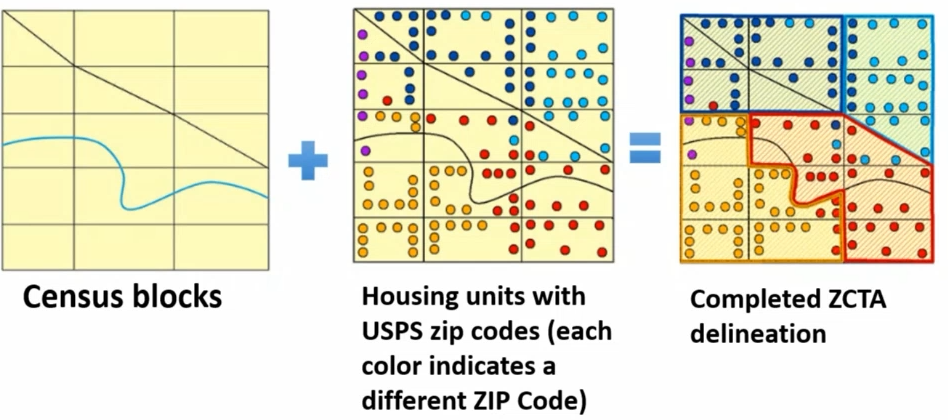 Census blocks
Housing units with
USPS zip codes (each
color indicates a
different ZIP Code)
Completed ZCTA
delineation